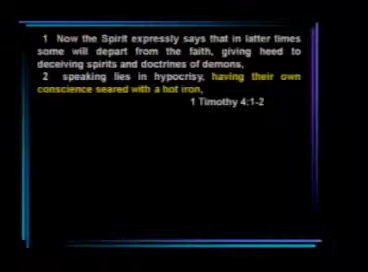 1 Now the Spirit expressly says that in latter times
some will depart from the faith, giving heed to
deceiving spirits and doctrines of demons,
2 speaking lies in hypocrisy, having their own
conscience seared with a hot iron,
1 Timothy 4:1-2